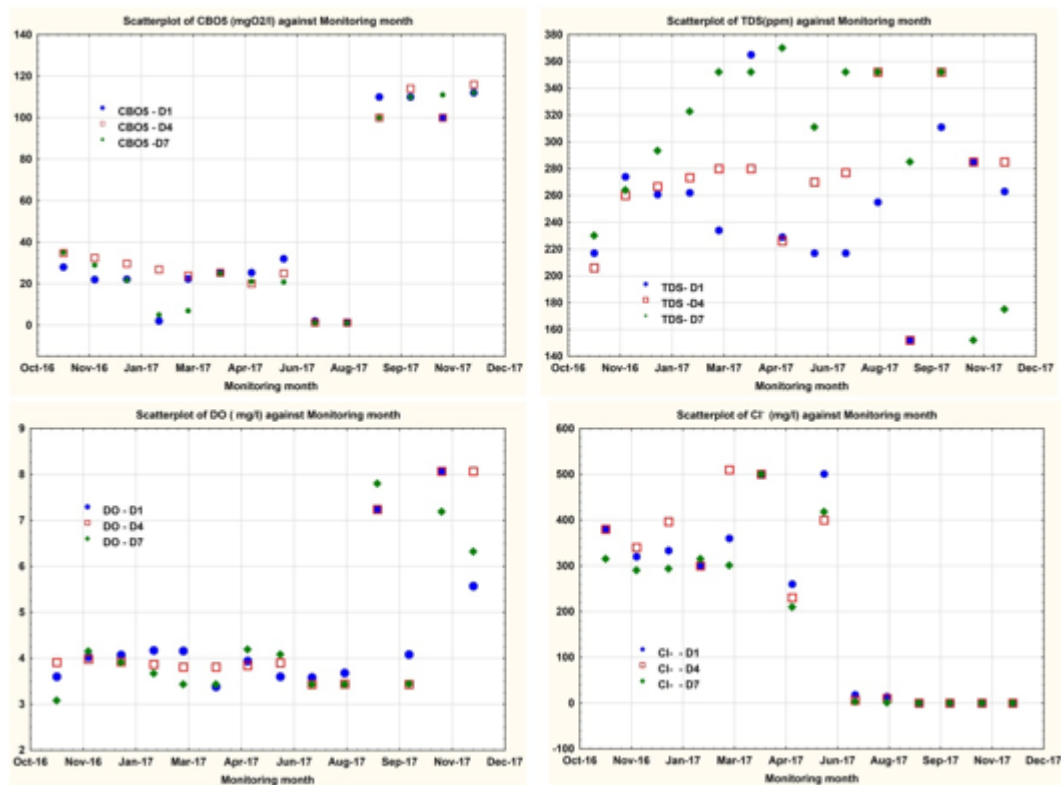 Scatterplot of CBO5 (mgO2/l) against Monitoring month
140
120
100
80
60
40
20
0
CBO5 - D1
CBO5 - D4
CBO5 -D7
Oct-16 Nov-16 Jan-17 Mar-17 Apr-17 Jun-17 Aug-17 Sep-17 Nov-17 Dec-17
Monitoring month
Scatterplot of TDS(ppm) against Monitoring month
380
360
340
320
300
280
260
240
220
200
180
160
140
TDS- D1
TDS -D4
TDS- D7
Oct-16 Nov-16 Jan-17 Mar-17 Apr-17 Jun-17 Aug-17 Sep-17 Nov-17 Dec-17
Monitoring month
Scatterplot of DO ( mg/l) against Monitoring month
9
8
7
6
5
4
3
2
DO - D1
DO - D4
DO - D7
Oct-16 Nov-16 Jan-17 Mar-17 Apr-17 Jun-17 Aug-17 Sep-17 Nov-17 Dec-17
Monitoring month
Scatterplot of Cl- (mg/l) against Monitoring month
600
500
400
300
200
100
0
-100
Cl- - D1
Cl- - D4
Cl- - D7
Oct-16 Nov-16 Jan-17 Mar-17 Apr-17 Jun-17 Aug-17 Sep-17 Nov-17 Dec-17
Monitoring month